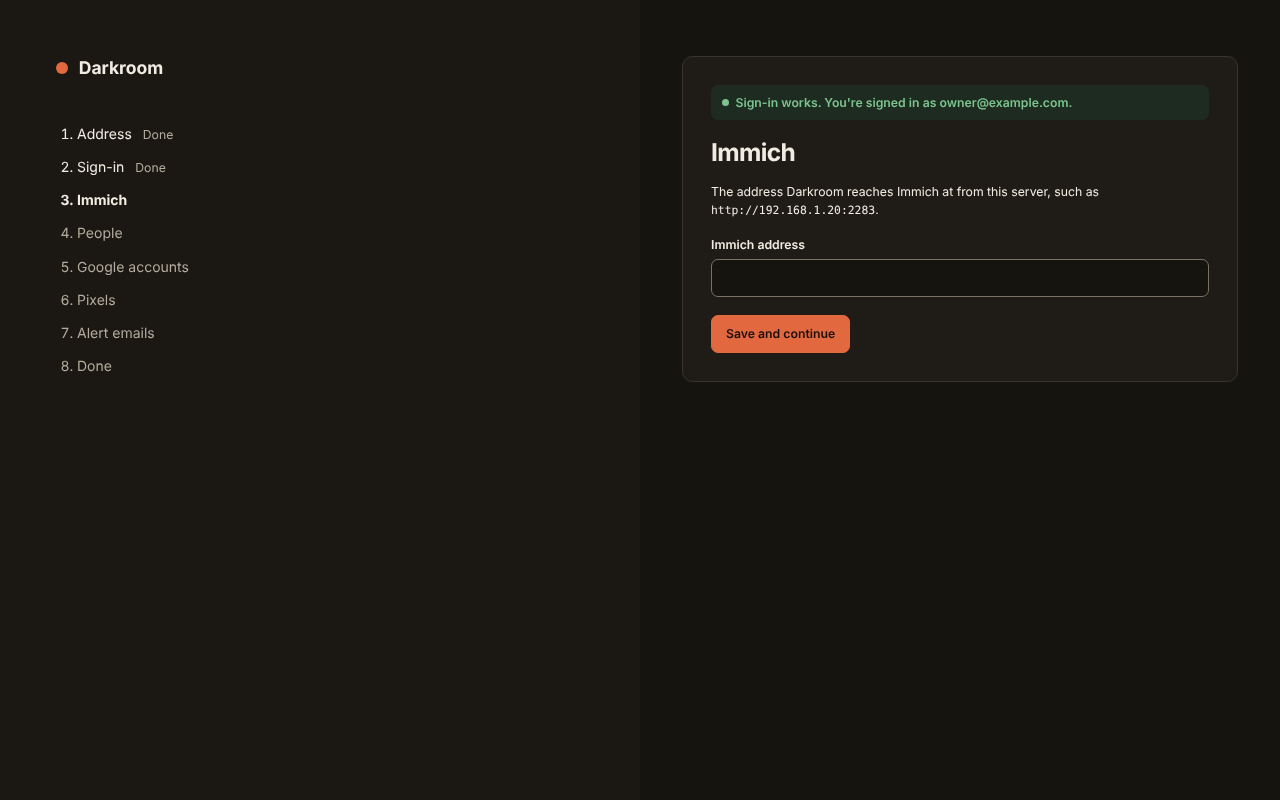 Darkroom
1. Address Done
2. Sign-in Done
3. Immich
4. People
5. Google accounts
6. Pixels
7. Alert emails
8. Done
Sign-in works. You're signed in as owner@example.com.
Immich
The address Darkroom reaches Immich at from this server, such as
http://192.168.1.20:2283.
Immich address
Save and continue